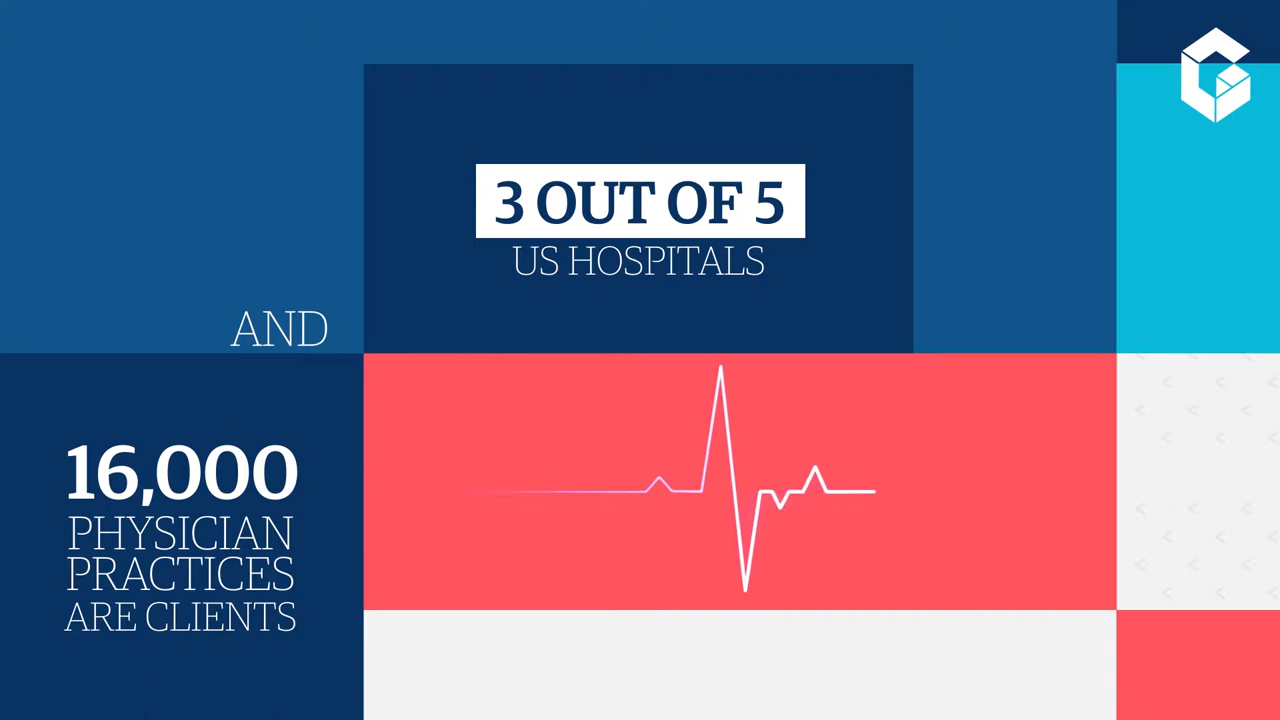 3 OUT OF 5
US HOSPITALS
AND
16,000
PHYSICIAN
PRACTICES
ARE CLIENTS